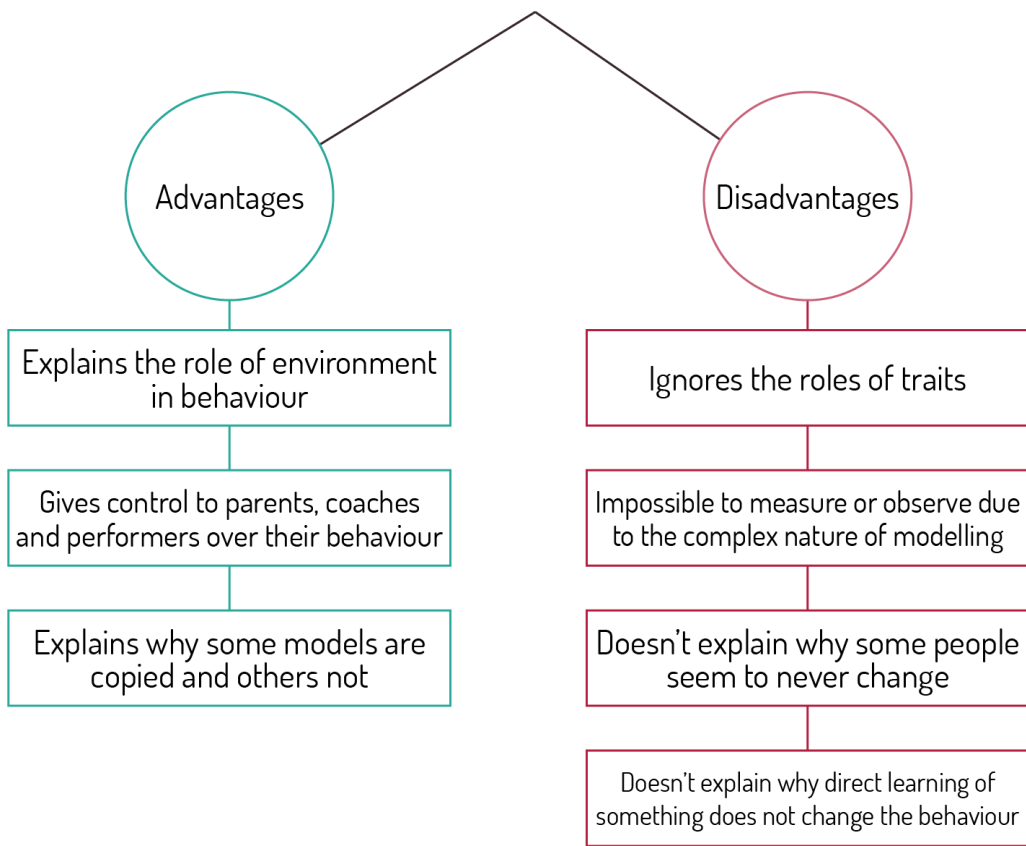 Advantages
Explains the role of environment
in behaviour
Gives control to parents, coaches
and performers over their behaviour
Explains why some models are
copied and others not
Disadvantages
Ignores the roles of traits
Impossible to measure or observe due
to the complex nature of modelling
Doesn't explain why some people
seem to never change
Doesn't explain why direct learning of
something does not change the behaviour